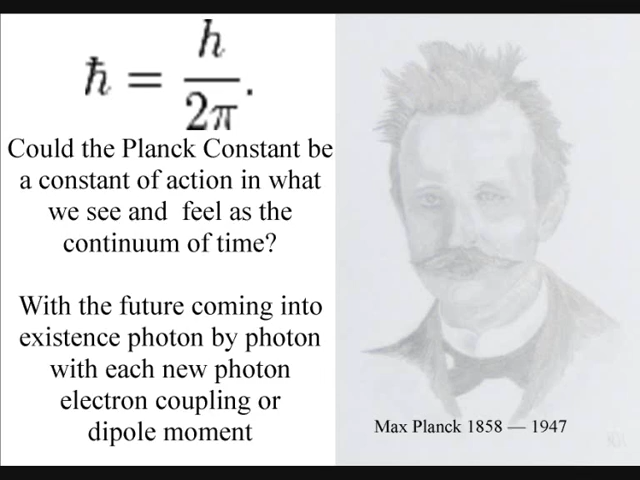 ħ = h/2π.
Could the Planck Constant be
a constant of action in what
we see and feel as the
continuum of time?
With the future coming into
existence photon by photon
with each new photon
electron coupling or
dipole moment
Max Planck 1858 — 1947